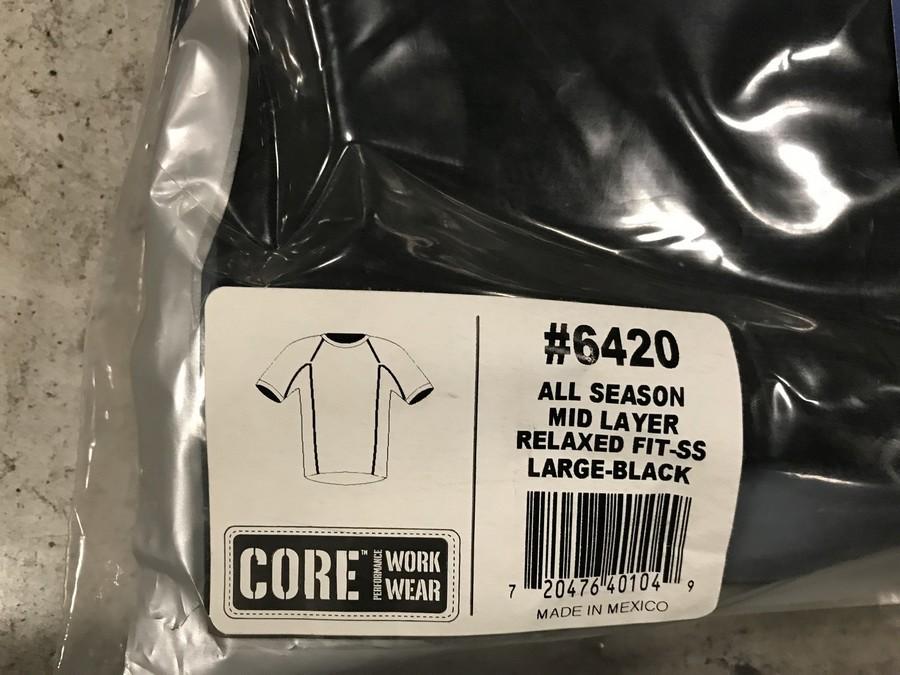 #6420
ALL SEASON
MID LAYER
RELAXED FIT-SS
LARGE-BLACK
7 20476 40104 9
MADE IN MEXICO
CORE™ PERFORMANCE WORK WEAR